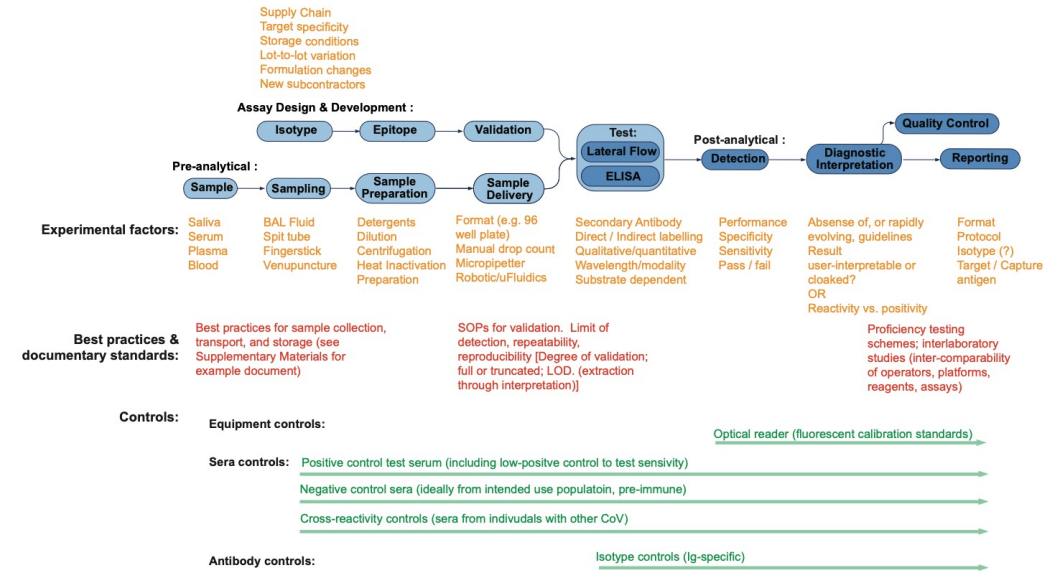 Supply Chain
Target specificity
Storage conditions
Lot-to-lot variation
Formulation changes
New subcontractors
Assay Design & Development :
Isotype
Epitope
Validation
Test:
Lateral Flow
ELISA
Post-analytical :
Detection
Diagnostic
Interpretation
Quality Control
Reporting
Pre-analytical :
Sample
Sampling
Sample
Preparation
Sample
Delivery
Experimental factors:
Saliva
Serum
Plasma
Blood
BAL Fluid
Spit tube
Fingerstick
Venupuncture
Detergents
Dilution
Centrifugation
Heat Inactivation
Preparation
Format (e.g. 96
well plate)
Manual drop count
Micropipetter
Robotic/uFluidics
Secondary Antibody
Direct / Indirect labelling
Qualitative/quantitative
Wavelength/modality
Substrate dependent
Performance
Specificity
Sensitivity
Pass / fail
Absense of, or rapidly
evolving, guidelines
Result
user-interpretable or
cloaked?
OR
Reactivity vs. positivity
Format
Protocol
Isotype (?)
Target / Capture
antigen
Best practices &
documentary standards:
Best practices for sample collection,
transport, and storage (see
Supplementary Materials for
example document)
SOPs for validation. Limit of
detection, repeatability,
reproducibility [Degree of validation;
full or truncated; LOD. (extraction
through interpretation)]
Proficiency testing
schemes; interlaboratory
studies (inter-comparability
of operators, platforms,
reagents, assays)
Controls:
Equipment controls:
Optical reader (fluorescent calibration standards)
Sera controls:
Positive control test serum (including low-positve control to test sensivity)
Negative control sera (ideally from intended use populatoin, pre-immune)
Cross-reactivity controls (sera from indivudals with other CoV)
Antibody controls:
Isotype controls (Ig-specific)